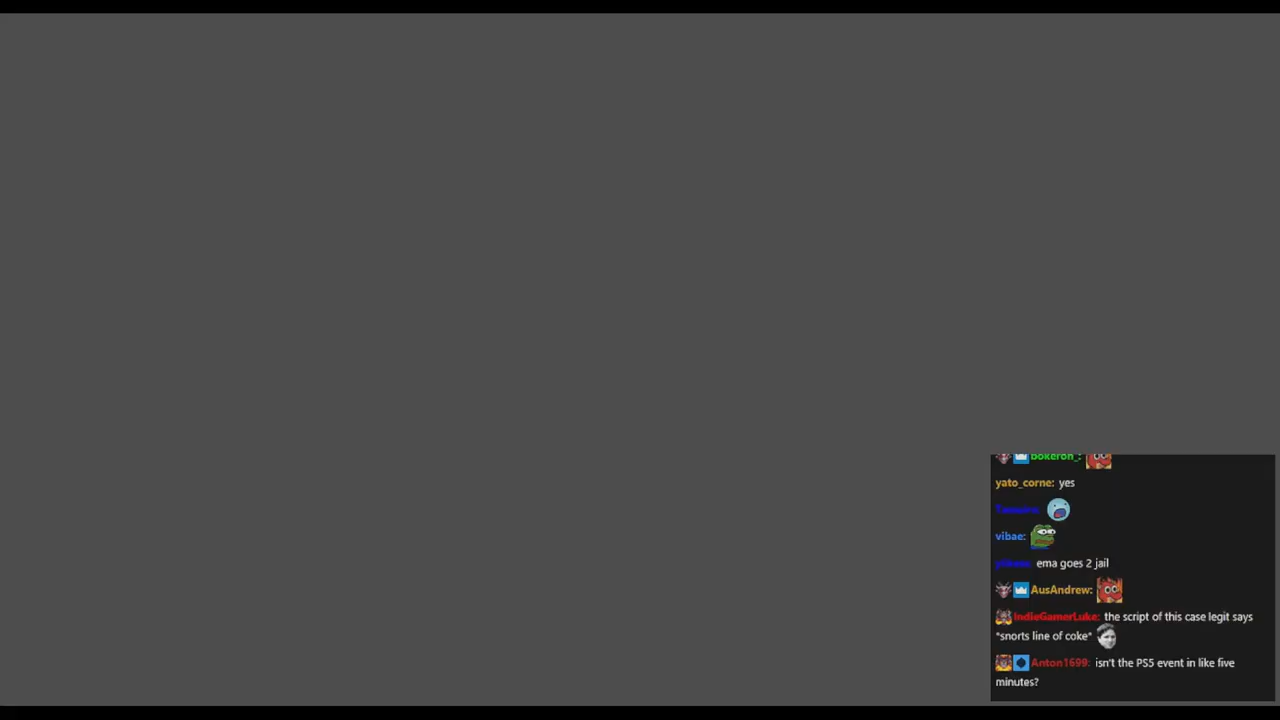 bokeron_:
yato_corne: yes
vibae:
ema goes 2 jail
AusAndrew:
IndieGamerLuke: the script of this case legit says
*snorts line of coke*
Anton1699: isn't the PS5 event in like five
minutes?